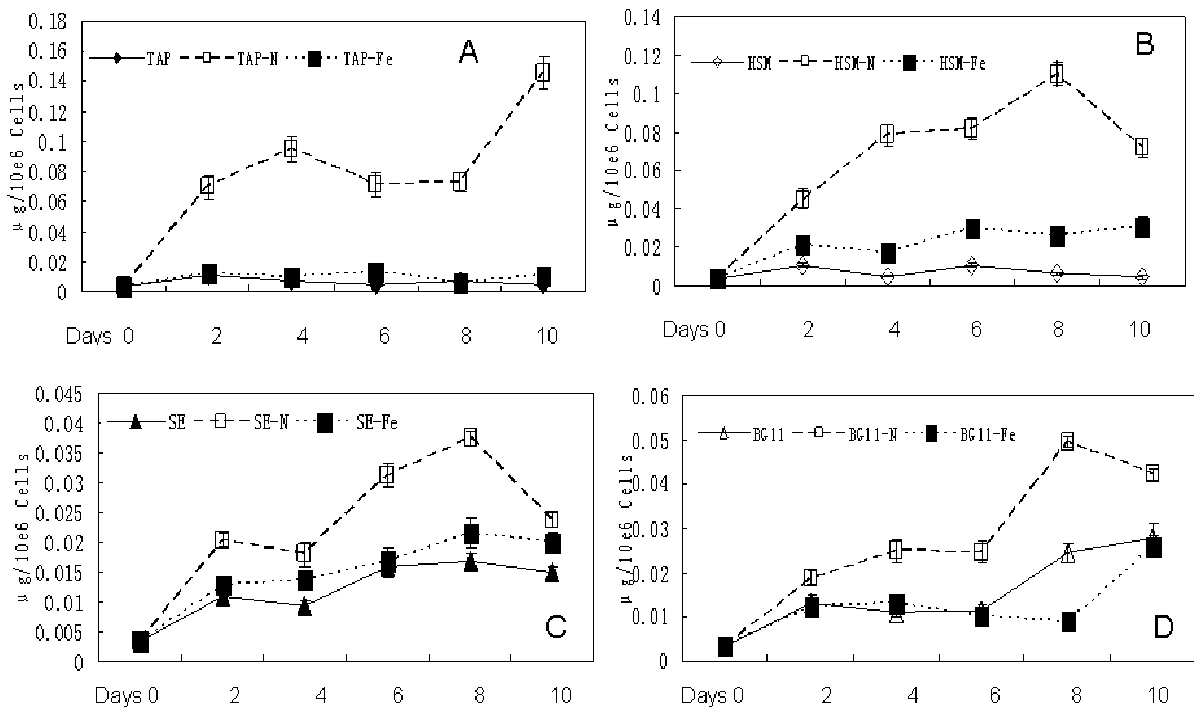 A
0.18
0.16
0.14
0.12
0.1
0.08
0.06
0.04
0.02
0
µg/10e6 Cells
TAP TAP-N TAP-Fe
Days 0 2 4 6 8 10
B
0.14
0.12
0.1
0.08
0.06
0.04
0.02
0
µg/10e6 Cells
HSM HSM-N HSM-Fe
Days 0 2 4 6 8 10
0.045
0.04
0.035
0.03
0.025
0.02
0.015
0.01
0.005
0
µg/10e6 Cells
SE SE-N SE-Fe
C
Days 0 2 4 6 8 10
0.06
0.05
0.04
0.03
0.02
0.01
0
µg/10e6 Cells
BG11 BG11-N BG11-Fe
D
Days 0 2 4 6 8 10